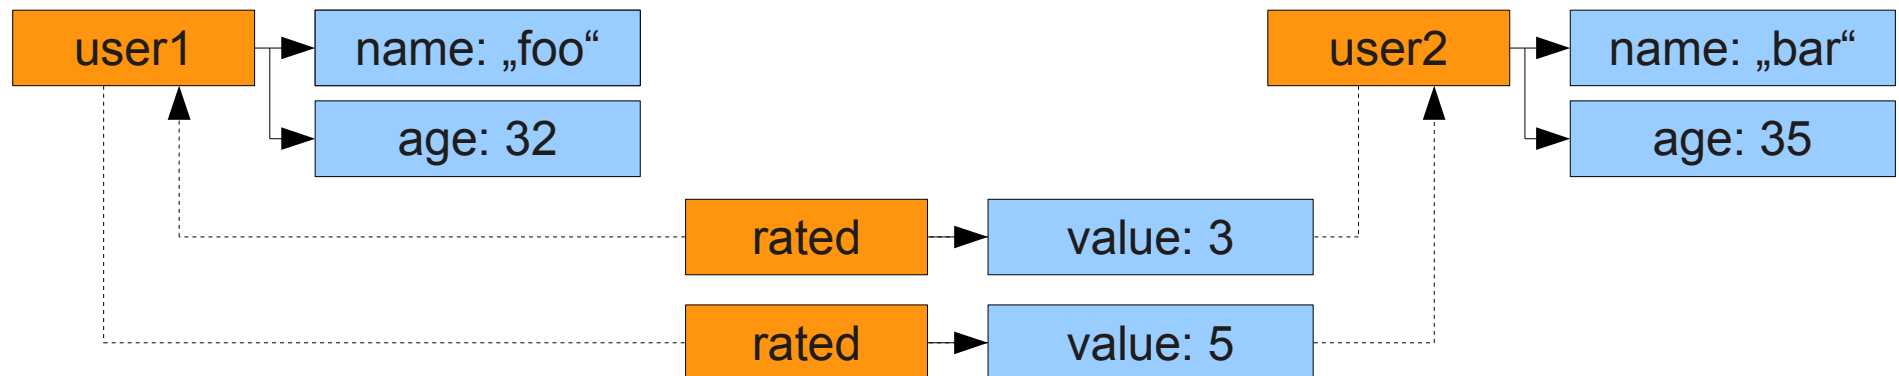 user1
name: „foo“
age: 32
user2
name: „bar“
age: 35
rated
value: 3
rated
value: 5